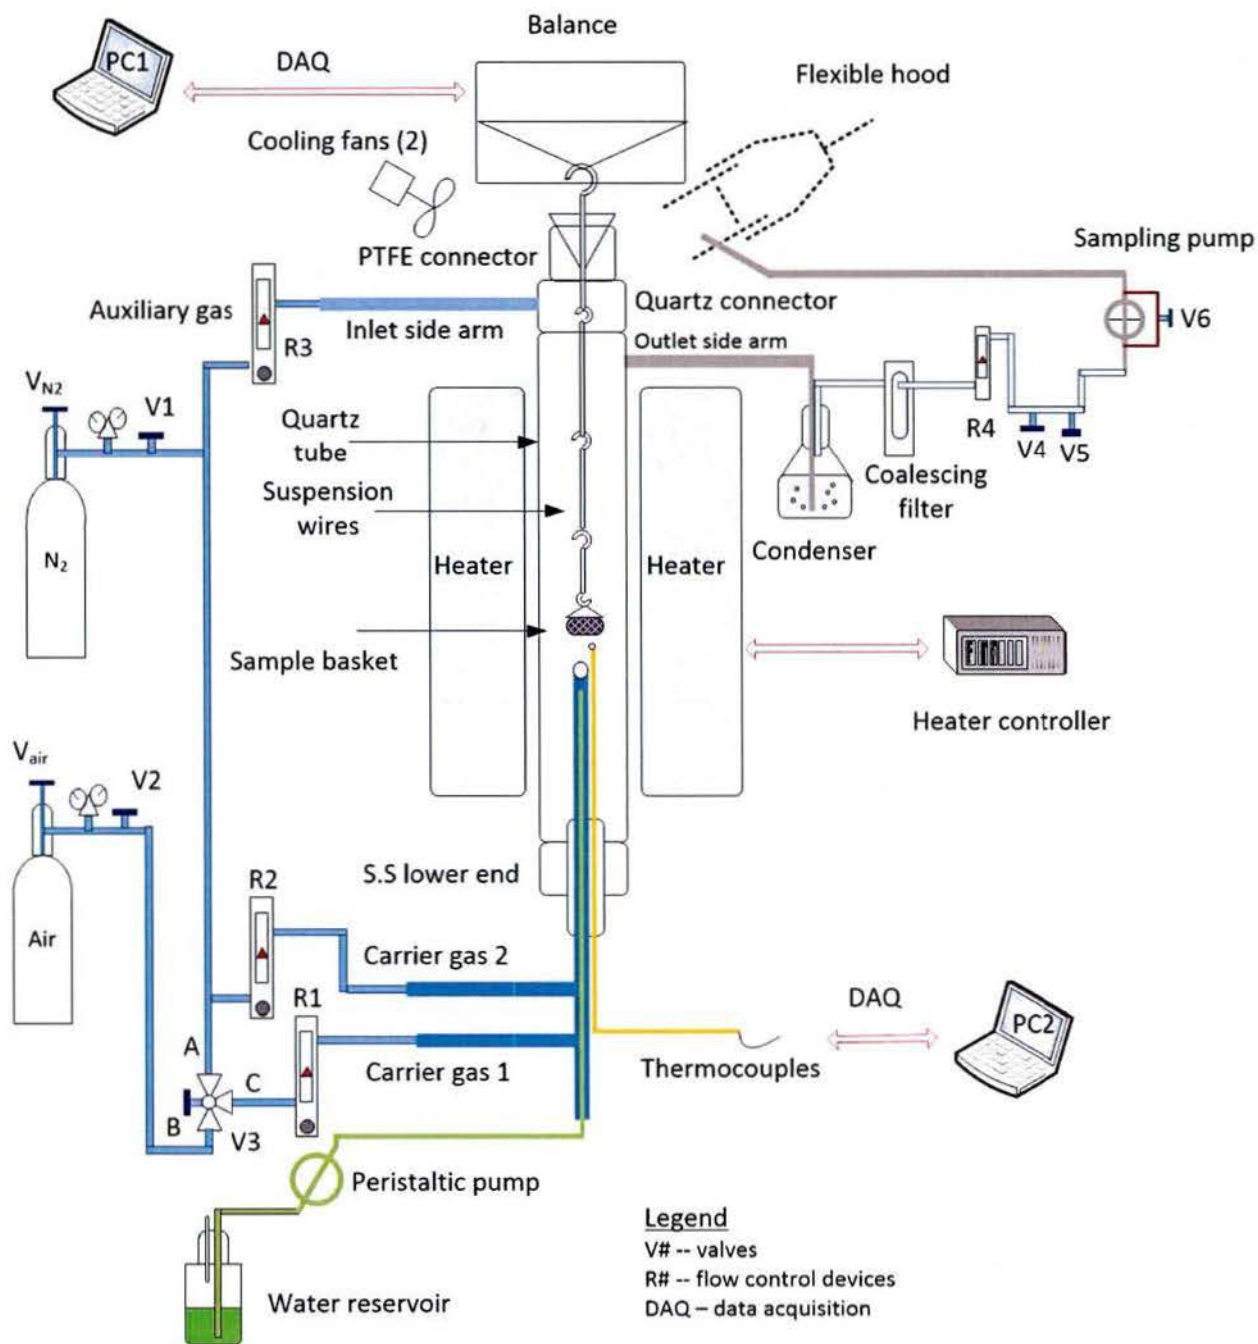 Balance
PC1
DAQ
Flexible hood
Cooling fans (2)
Sampling pump
PTFE connector
Auxiliary gas
R3
Inlet side arm
Quartz connector
Outlet side arm
V6
VN2
V1
R4
V4
V5
Quartz
tube
Suspension
wires
Coalescing
filter
Condenser
N2
Heater
Heater
Sample basket
Heater controller
Vair
V2
S.S lower end
R2
Air
Carrier gas 2
R1
DAQ
PC2
A
Carrier gas 1
Thermocouples
C
B
V3
Peristaltic pump
Water reservoir
Legend
V# -- valves
R# -- flow control devices
DAQ – data acquisition